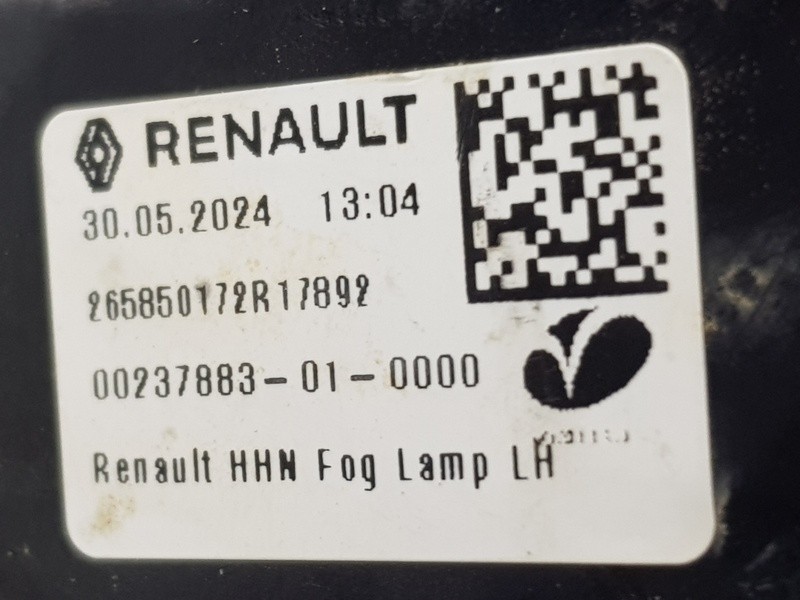 RENAULT
30.05.2024 13:04
265850172R17892
00237883-01-0000
Renault HHN Fog Lamp LH